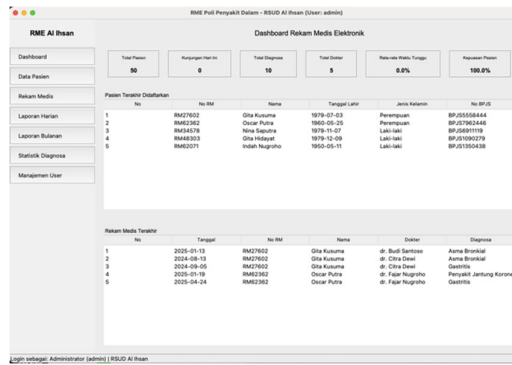 RME Poli Penyakit Dalam - RSUD Al Ihsan (User: admin)
RME Al Ihsan
Dashboard Rekam Medis Elektronik
Dashboard
Data Pasien
Rekam Medis
Laporan Harian
Laporan Bulanan
Statistik Diagnosa
Manajemen User
Total Pasien Kunjungan Hari Ini Total Diagnosa Total Dokter Rata-rata Waktu Tunggu Kepuasan Pasien
50 0 10 5 0.0% 100.0%
Pasien Terakhir Didaftarkan
No No RM Nama Tanggal Lahir Jenis Kelamin No BPJS
1 RM27602 Gita Kusuma 1979-07-03 Perempuan BPJS5558444
2 RM62362 Oscar Putra 1960-05-25 Perempuan BPJS7962446
3 RM34578 Nina Saputra 1979-11-07 Laki-laki BPJS6911119
4 RM48303 Gita Hidayat 1979-12-09 Laki-laki BPJS1090279
5 RM62071 Indah Nugroho 1950-05-11 Laki-laki BPJS1350438
Rekam Medis Terakhir
No Tanggal No RM Nama Dokter Diagnosa
1 2025-01-13 RM27602 Gita Kusuma dr. Budi Santoso Asma Bronkial
2 2024-08-13 RM27602 Gita Kusuma dr. Citra Dewi Asma Bronkial
3 2024-09-05 RM27602 Gita Kusuma dr. Citra Dewi Gastritis
4 2025-01-19 RM62362 Oscar Putra dr. Fajar Nugroho Penyakit Jantung Korone
5 2025-04-24 RM62362 Oscar Putra dr. Fajar Nugroho Gastritis
Login sebagai: Administrator (admin) | RSUD Al Ihsan